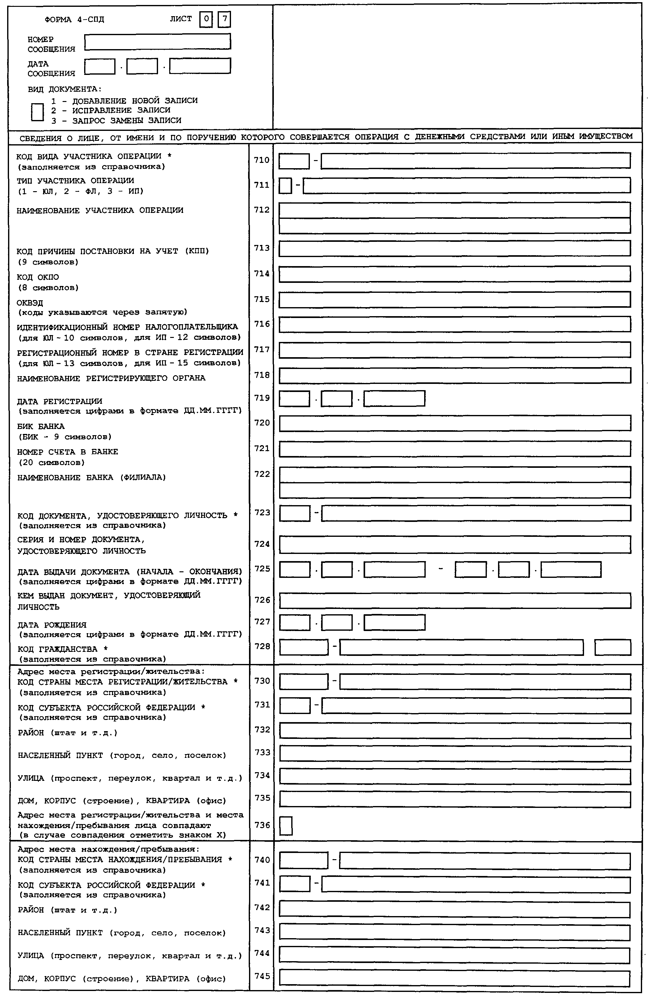 ФОРМА 4-СПД ЛИСТ 0 7
НОМЕР
СООБЩЕНИЯ
ДАТА
СООБЩЕНИЯ . .
ВИД ДОКУМЕНТА:
1 - ДОБАВЛЕНИЕ НОВОЙ ЗАПИСИ
2 - ИСПРАВЛЕНИЕ ЗАПИСИ
3 - ЗАПРОС ЗАМЕНЫ ЗАПИСИ
СВЕДЕНИЯ О ЛИЦЕ, ОТ ИМЕНИ И ПО ПОРУЧЕНИЮ КОТОРОГО СОВЕРШАЕТСЯ ОПЕРАЦИЯ С ДЕНЕЖНЫМИ СРЕДСТВАМИ ИЛИ ИНЫМ ИМУЩЕСТВОМ
КОД ВИДА УЧАСТНИКА ОПЕРАЦИИ * 710 -
(заполняется из справочника)
ТИП УЧАСТНИКА ОПЕРАЦИИ 711 -
(1 - ЮЛ, 2 - ФЛ, 3 - ИП)
НАИМЕНОВАНИЕ УЧАСТНИКА ОПЕРАЦИИ 712
КОД ПРИЧИНЫ ПОСТАНОВКИ НА УЧЕТ (КПП) 713
(9 символов)
КОД ОКПО 714
(8 символов)
ОКВЭД 715
(коды указываются через запятую)
ИДЕНТИФИКАЦИОННЫЙ НОМЕР НАЛОГОПЛАТЕЛЬЩИКА 716
(для ЮЛ - 10 символов, для ИП - 12 символов)
РЕГИСТРАЦИОННЫЙ НОМЕР В СТРАНЕ РЕГИСТРАЦИИ 717
(для ЮЛ - 13 символов, для ИП - 15 символов)
НАИМЕНОВАНИЕ РЕГИСТРИРУЮЩЕГО ОРГАНА 718
ДАТА РЕГИСТРАЦИИ 719 . .
(заполняется цифрами в формате ДД.ММ.ГГГГ)
БИК БАНКА 720
(БИК - 9 символов)
НОМЕР СЧЕТА В БАНКЕ 721
(20 символов)
НАИМЕНОВАНИЕ БАНКА (ФИЛИАЛА) 722
КОД ДОКУМЕНТА, УДОСТОВЕРЯЮЩЕГО ЛИЧНОСТЬ * 723 -
(заполняется из справочника)
СЕРИЯ И НОМЕР ДОКУМЕНТА, 724
УДОСТОВЕРЯЮЩЕГО ЛИЧНОСТЬ
ДАТА ВЫДАЧИ ДОКУМЕНТА (НАЧАЛА - ОКОНЧАНИЯ) 725 . . - . .
(заполняется цифрами в формате ДД.ММ.ГГГГ)
КЕМ ВЫДАН ДОКУМЕНТ, УДОСТОВЕРЯЮЩИЙ 726
ЛИЧНОСТЬ
ДАТА РОЖДЕНИЯ 727 . .
(заполняется цифрами в формате ДД.ММ.ГГГГ)
КОД ГРАЖДАНСТВА * 728 -
(заполняется из справочника)
Адрес места регистрации/жительства:
КОД СТРАНЫ МЕСТА РЕГИСТРАЦИИ/ЖИТЕЛЬСТВА * 730 -
(заполняется из справочника)
КОД СУБЪЕКТА РОССИЙСКОЙ ФЕДЕРАЦИИ * 731 -
(заполняется из справочника)
РАЙОН (штат и т.д.) 732
НАСЕЛЕННЫЙ ПУНКТ (город, село, поселок) 733
УЛИЦА (проспект, переулок, квартал и т.д.) 734
ДОМ, КОРПУС (строение), КВАРТИРА (офис) 735
Адрес места регистрации/жительства и места
нахождения/пребывания лица совпадают 736
(в случае совпадения отметить знаком X)
Адрес места нахождения/пребывания:
КОД СТРАНЫ МЕСТА НАХОЖДЕНИЯ/ПРЕБЫВАНИЯ * 740 -
(заполняется из справочника)
КОД СУБЪЕКТА РОССИЙСКОЙ ФЕДЕРАЦИИ * 741 -
(заполняется из справочника)
РАЙОН (штат и т.д.) 742
НАСЕЛЕННЫЙ ПУНКТ (город, село, поселок) 743
УЛИЦА (проспект, переулок, квартал и т.д.) 744
ДОМ, КОРПУС (строение), КВАРТИРА (офис) 745